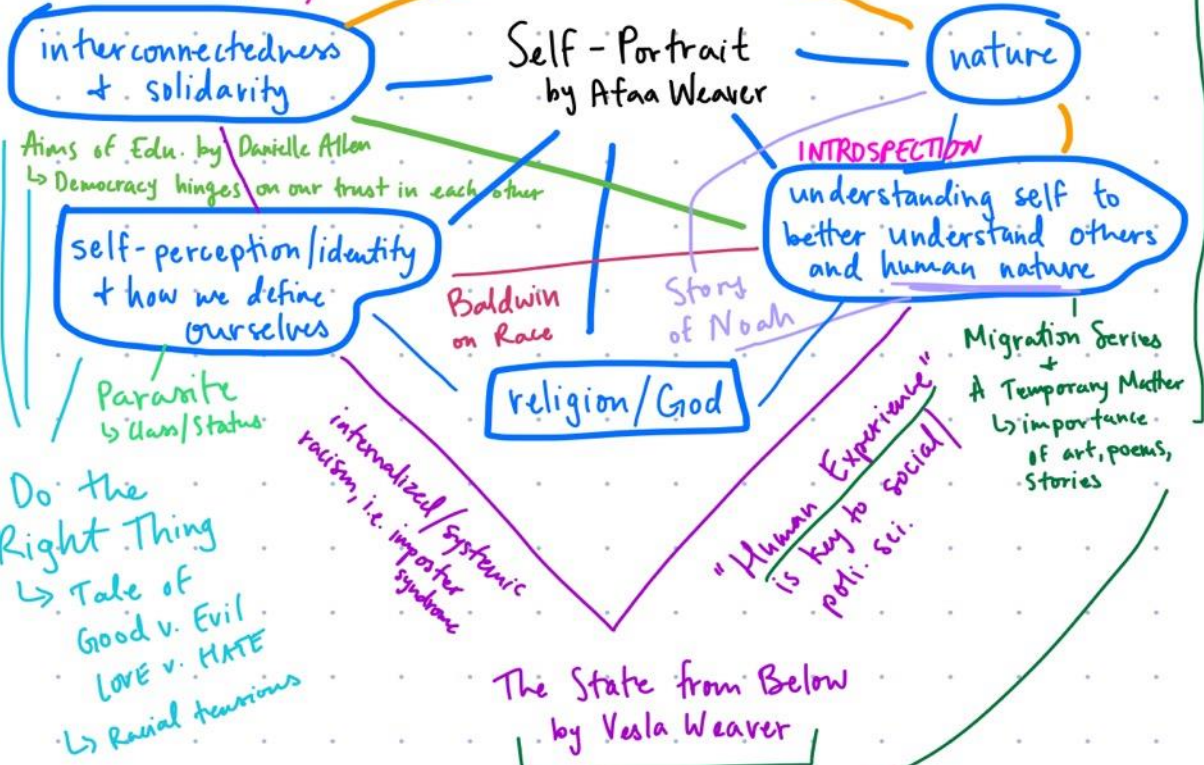 interconnectedness
+ solidarity
Self-Portrait
by Afaa Weaver
nature
Aims of Edu. by Danielle Allen
↳ Democracy hinges on our trust in each other
INTROSPECTION
understanding self to
better understand others
and human nature
self-perception/identity
+ how we define
ourselves
Baldwin
on Race
Story
of Noah
religion/God
Parasite
↳ Class/Status
Migration Series
+
A Temporary Matter
↳ importance
of art, poems,
stories
internalized/systemic
racism, i.e. imposter
syndrome
"Human Experience"
is key to social/
poli. sci.
Do the
Right Thing
↳ Tale of
Good v. Evil
LOVE v. HATE
↳ Racial tensions
The State from Below
by Vesla Weaver